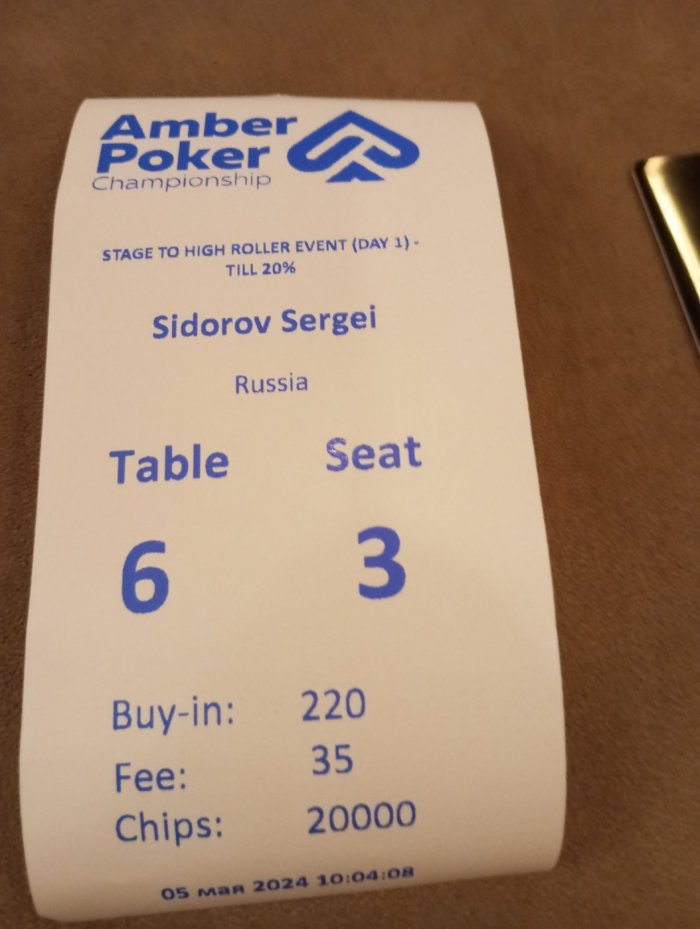 Amber
Poker
Championship
STAGE TO HIGH ROLLER EVENT (DAY 1) -
TILL 20%
Sidorov Sergei
Russia
Table Seat
6 3
Buy-in: 220
Fee: 35
Chips: 20000
05 мая 2024 10:04:08